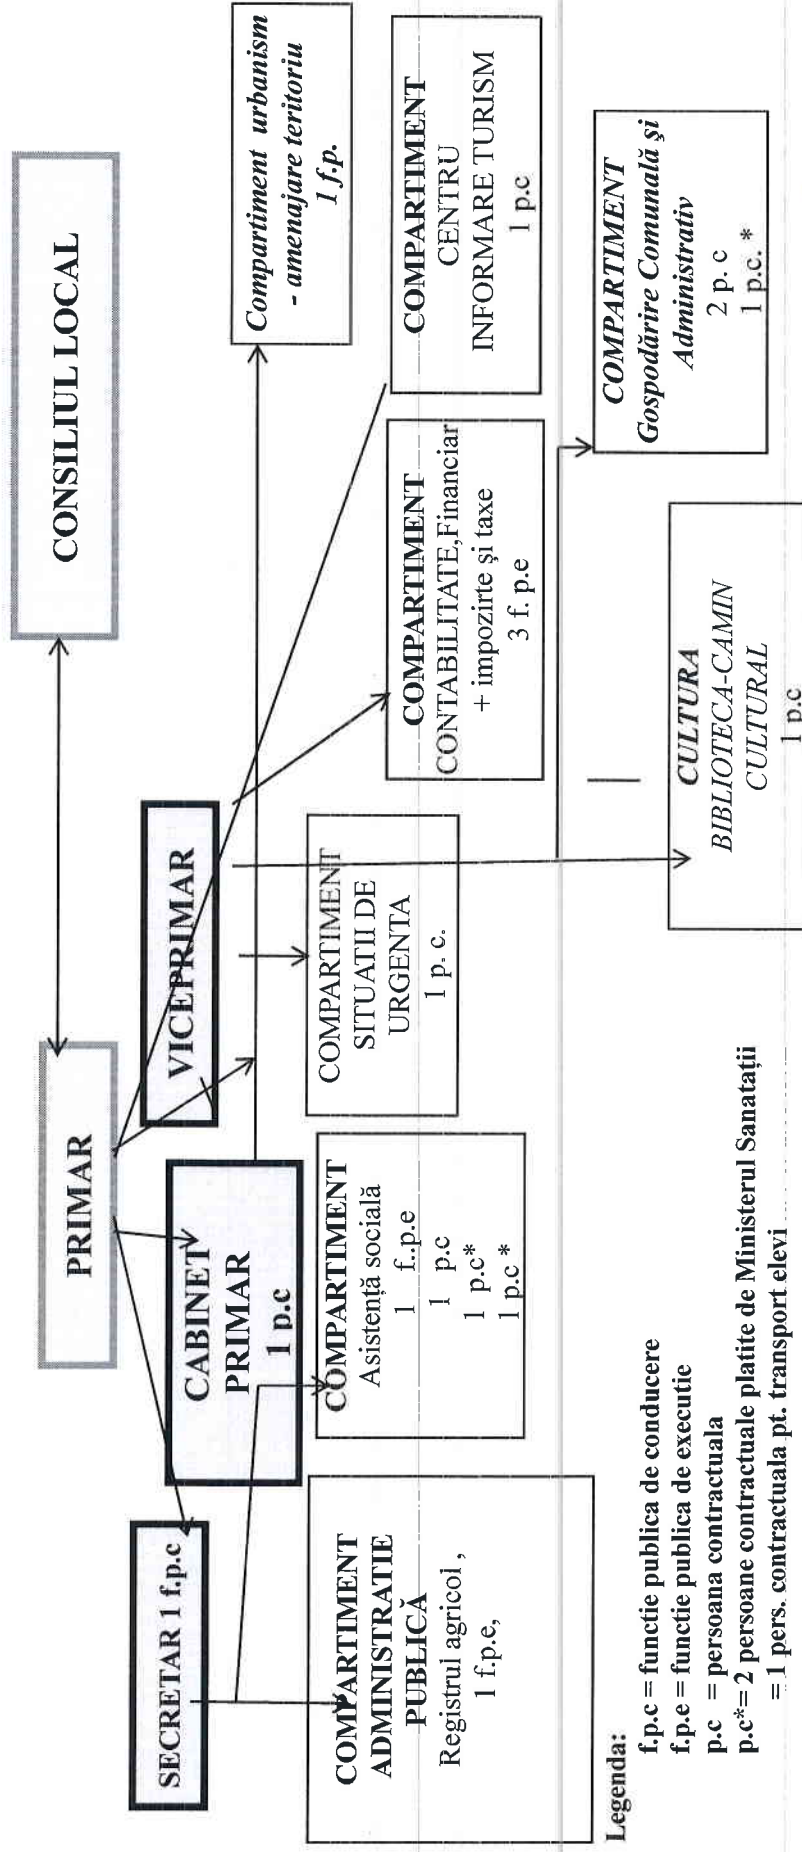 CONSILIUL LOCAL
PRIMAR
SECRETAR 1 f.p.c
CABINET
PRIMAR
1 p.c
VICEPRIMAR
Compartiment urbanism
- amenajare teritoriu
1 f.p.
COMPARTIMENT
ADMINISTRATIE
PUBLICĂ
Registrul agricol ,
1 f.p.e,
COMPARTIMENT
Asistență socială
1 f..p.e
1 p.c
1 p.c*
1 p.c *
COMPARTIMENT
SITUATII DE
URGENTA
1 p. c.
COMPARTIMENT
CONTABILITATE,Financiar
+ impozirte și taxe
3 f. p.e
COMPARTIMENT
CENTRU
INFORMARE TURISM
1 p.c
CULTURA
BIBLIOTECA-CAMIN
CULTURAL
1 p.c
COMPARTIMENT
Gospodărire Comunală şi
Administrativ
2 p. c
1 p.c. *
Legenda:
f.p.c = functie publica de conducere
f.p.e = functie publica de executie
p.c = persoana contractuala
p.c*= 2 persoane contractuale platite de Ministerul Sanatații
= 1 pers. contractuala pt. transport elevi